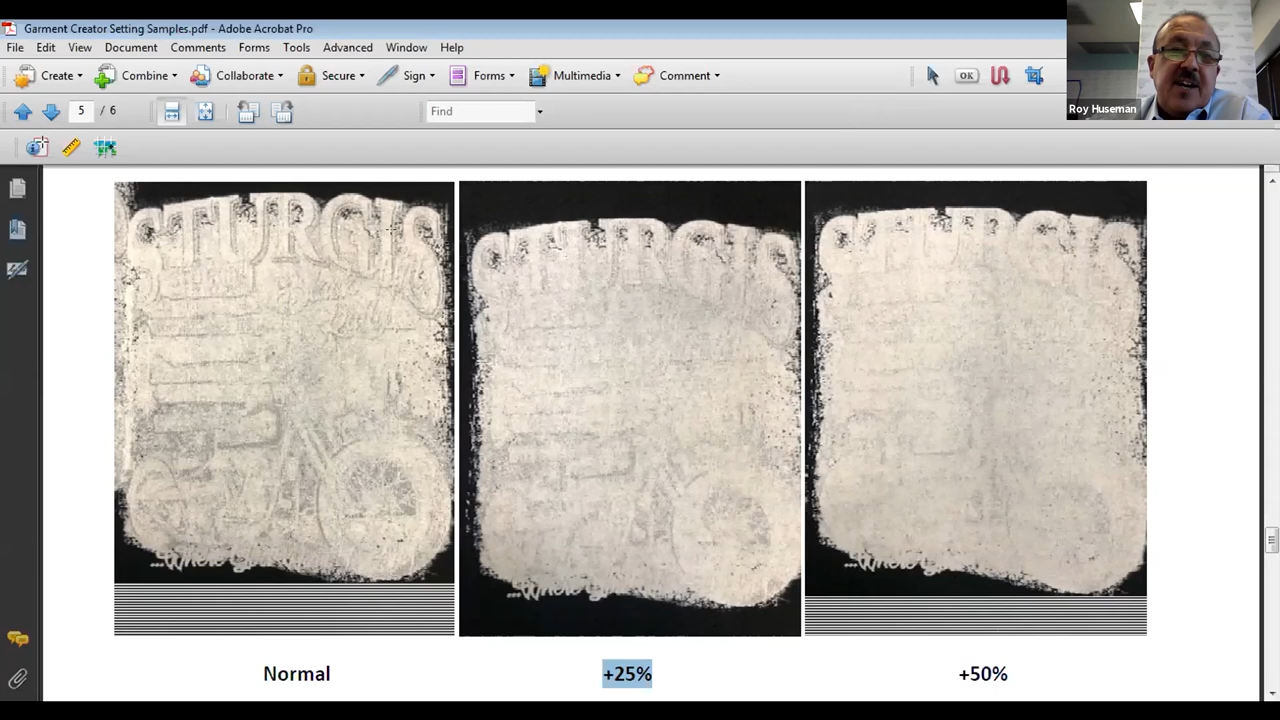 Garment Creator Setting Samples.pdf - Adobe Acrobat Pro
File Edit View Document Comments Forms Tools Advanced Window Help
Create Combine Collaborate Secure Sign Forms Multimedia Comment OK
5 / 6 Find
Roy Huseman
STURGIS STURGIS STURGIS
Normal +25% +50%